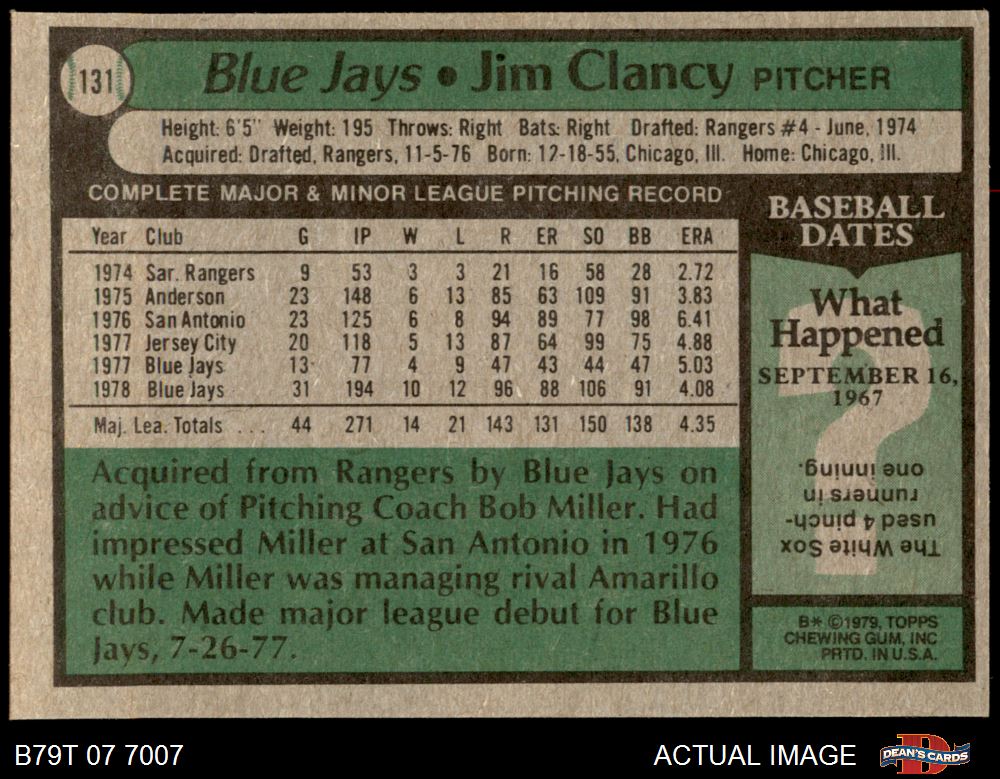 131
Blue Jays • Jim Clancy PITCHER
Height: 6'5" Weight: 195 Throws: Right Bats: Right Drafted: Rangers #4 - June, 1974
Acquired: Drafted, Rangers, 11-5-76 Born: 12-18-55, Chicago, Ill. Home: Chicago, Ill.
COMPLETE MAJOR & MINOR LEAGUE PITCHING RECORD
Year Club G IP W L R ER SO BB ERA
1974 Sar. Rangers 9 53 3 3 21 16 58 28 2.72
1975 Anderson 23 148 6 13 85 63 109 91 3.83
1976 San Antonio 23 125 6 8 94 89 77 98 6.41
1977 Jersey City 20 118 5 13 87 64 99 75 4.88
1977 Blue Jays 13 77 4 9 47 43 44 47 5.03
1978 Blue Jays 31 194 10 12 96 88 106 91 4.08
Maj. Lea. Totals ... 44 271 14 21 143 131 150 138 4.35
Acquired from Rangers by Blue Jays on
advice of Pitching Coach Bob Miller. Had
impressed Miller at San Antonio in 1976
while Miller was managing rival Amarillo
club. Made major league debut for Blue
Jays, 7-26-77.
BASEBALL
DATES
What
Happened
SEPTEMBER 16,
1967
?
The White Sox
used 4 pinch-
runners in
one inning.
B* ©1979, TOPPS
CHEWING GUM, INC
PRTD. IN U.S.A.
B79T 07 7007
ACTUAL IMAGE
D
DEAN'S CARDS